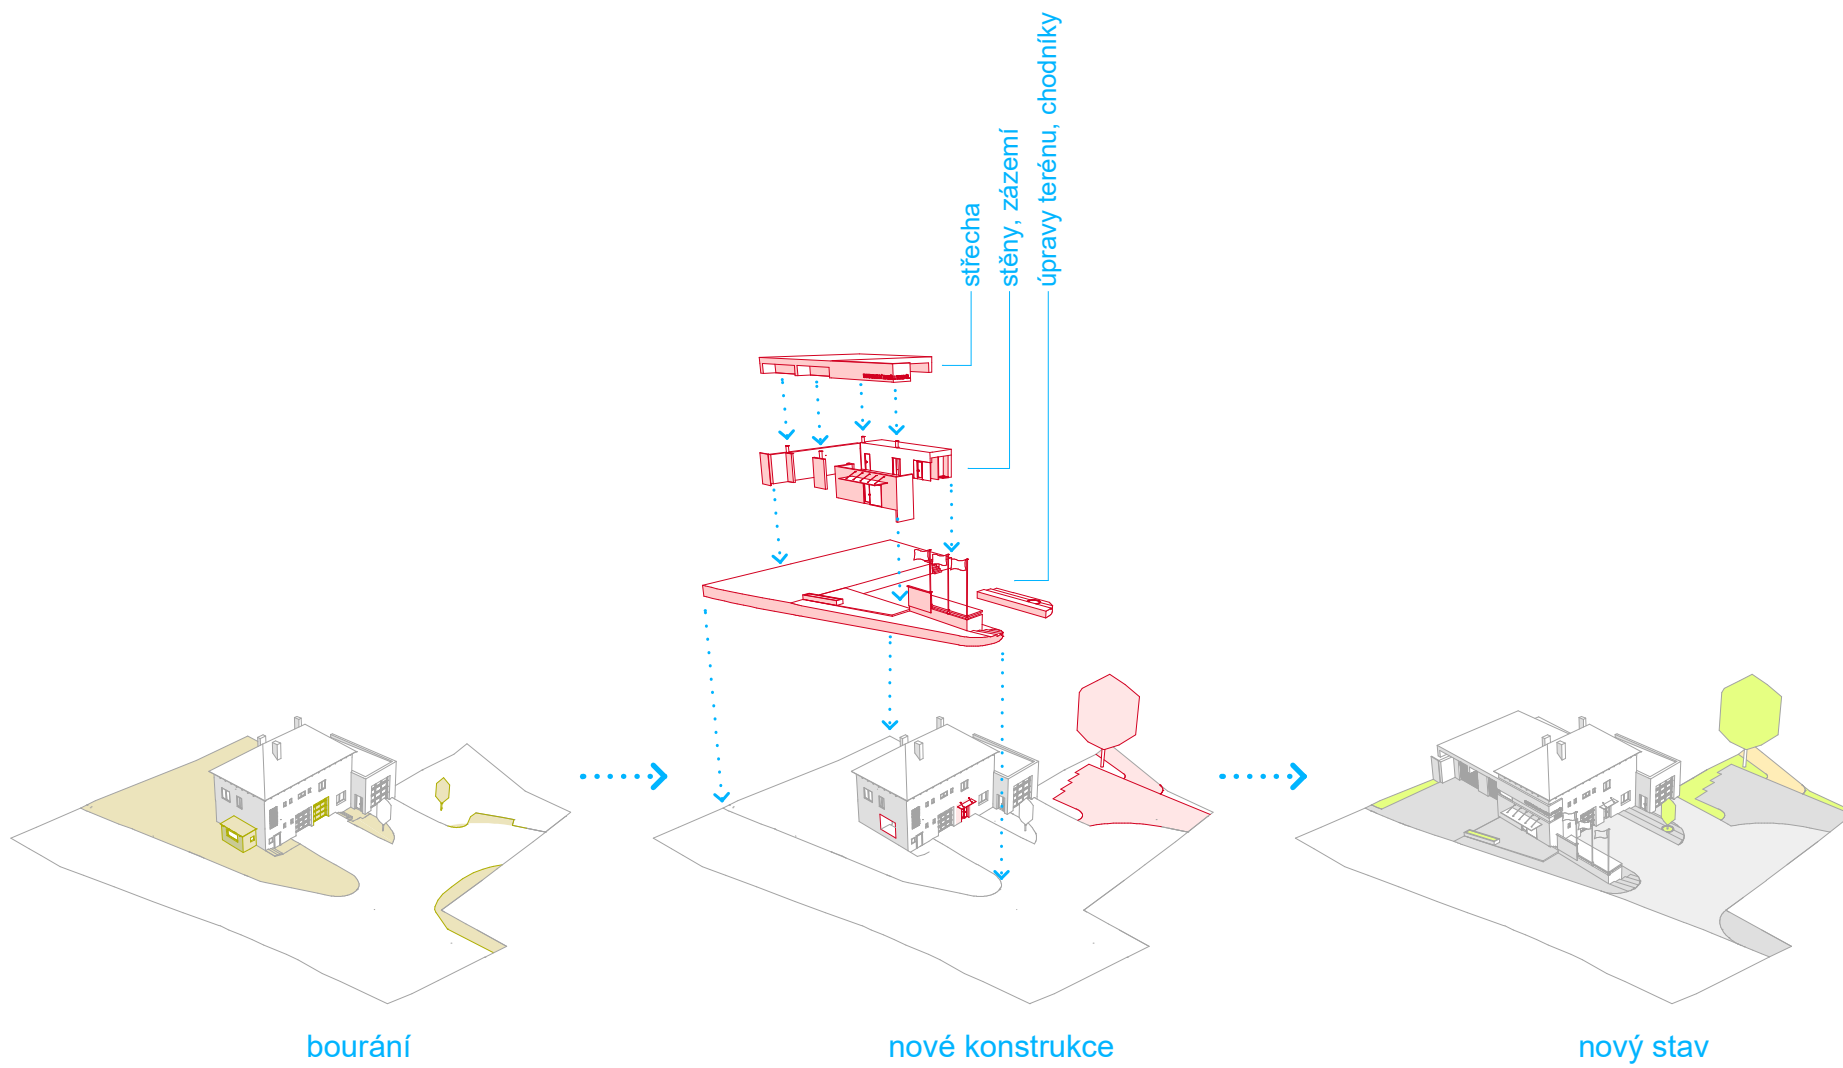 střecha
stěny, zázemí
úpravy terénu, chodníky
bourání
nové konstrukce
nový stav